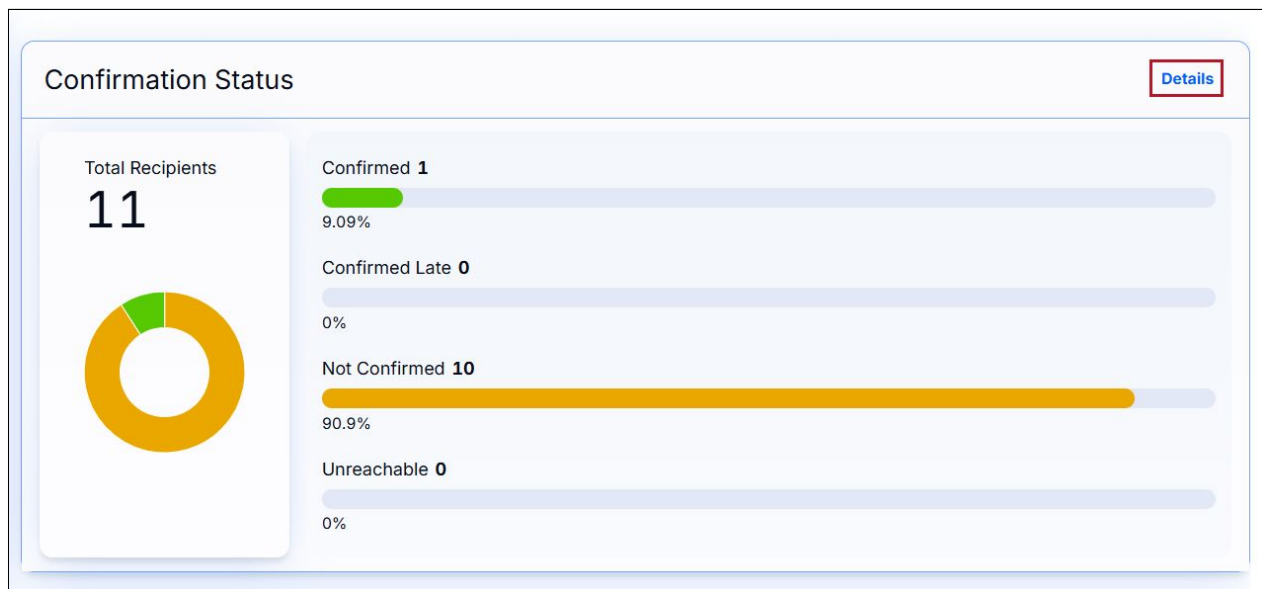 Confirmation Status
Details
Total Recipients
11
Confirmed 1
9.09%
Confirmed Late 0
0%
Not Confirmed 10
90.9%
Unreachable 0
0%